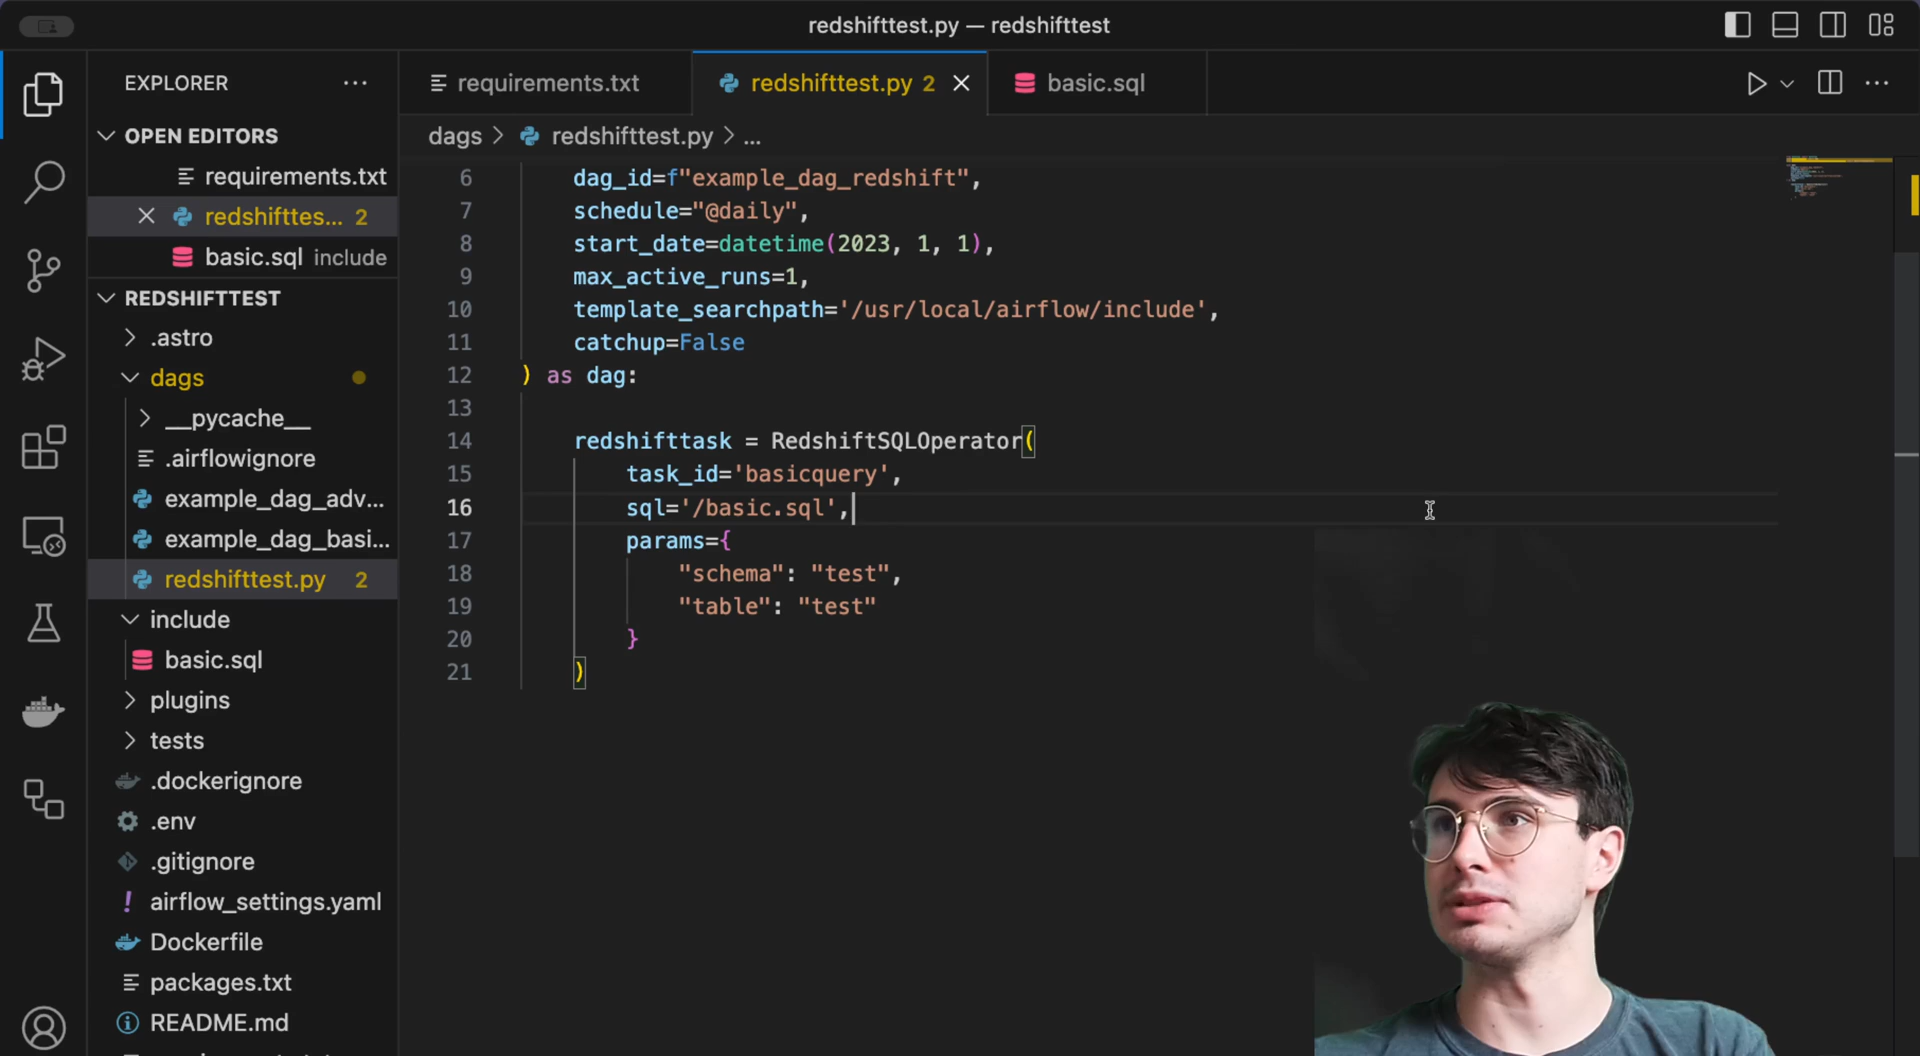 redshifttest.py — redshifttest
EXPLORER
OPEN EDITORS
requirements.txt
redshifttes... 2
basic.sql include
REDSHIFTTEST
.astro
dags
__pycache__
.airflowignore
example_dag_adv...
example_dag_basi...
redshifttest.py 2
include
basic.sql
plugins
tests
.dockerignore
.env
.gitignore
airflow_settings.yaml
Dockerfile
packages.txt
README.md
requirements.txt
redshifttest.py 2
basic.sql
dags > redshifttest.py > ...
6 dag_id=f"example_dag_redshift",
7 schedule="@daily",
8 start_date=datetime(2023, 1, 1),
9 max_active_runs=1,
10 template_searchpath='/usr/local/airflow/include',
11 catchup=False
12 ) as dag:
13
14 redshifttask = RedshiftSQLOperator(
15 task_id='basicquery',
16 sql='/basic.sql',
17 params={
18 "schema": "test",
19 "table": "test"
20 }
21 )